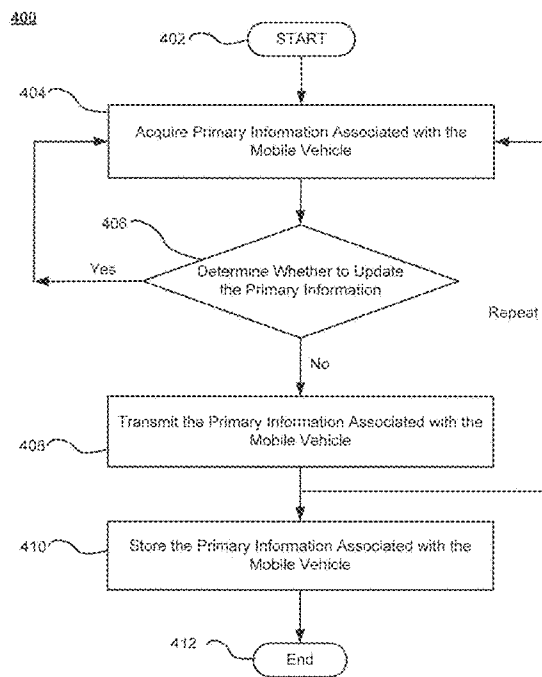 400
402
START
404
Acquire Primary Information Associated with the
Mobile Vehicle
406
Yes
Determine Whether to Update
the Primary Information
Repeat
No
Transmit the Primary Information Associated with the
Mobile Vehicle
408
410
Store the Primary Information Associated with the
Mobile Vehicle
412
End